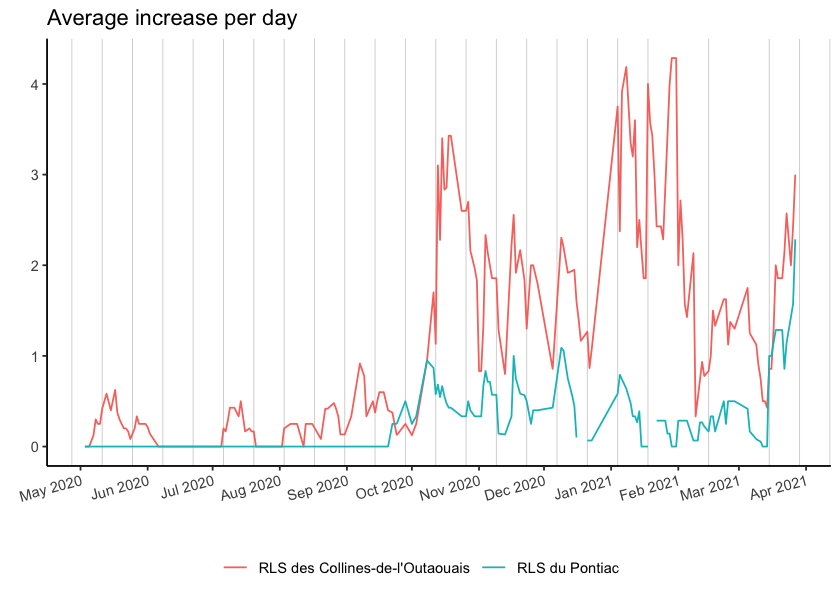 Average increase per day
4
3
2
1
0
May 2020 Jun 2020 Jul 2020 Aug 2020 Sep 2020 Oct 2020 Nov 2020 Dec 2020 Jan 2021 Feb 2021 Mar 2021 Apr 2021
RLS des Collines-de-l'Outaouais RLS du Pontiac